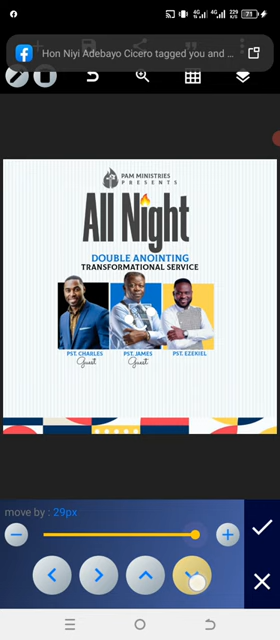 Hon Niyi Adebayo Cicero tagged you and ...
PAM MINISTRIES
PRESENTS
All Night
DOUBLE ANOINTING
TRANSFORMATIONAL SERVICE
PST. CHARLES
Guest
PST. JAMES
Guest
PST. EZEKIEL
move by : 29px